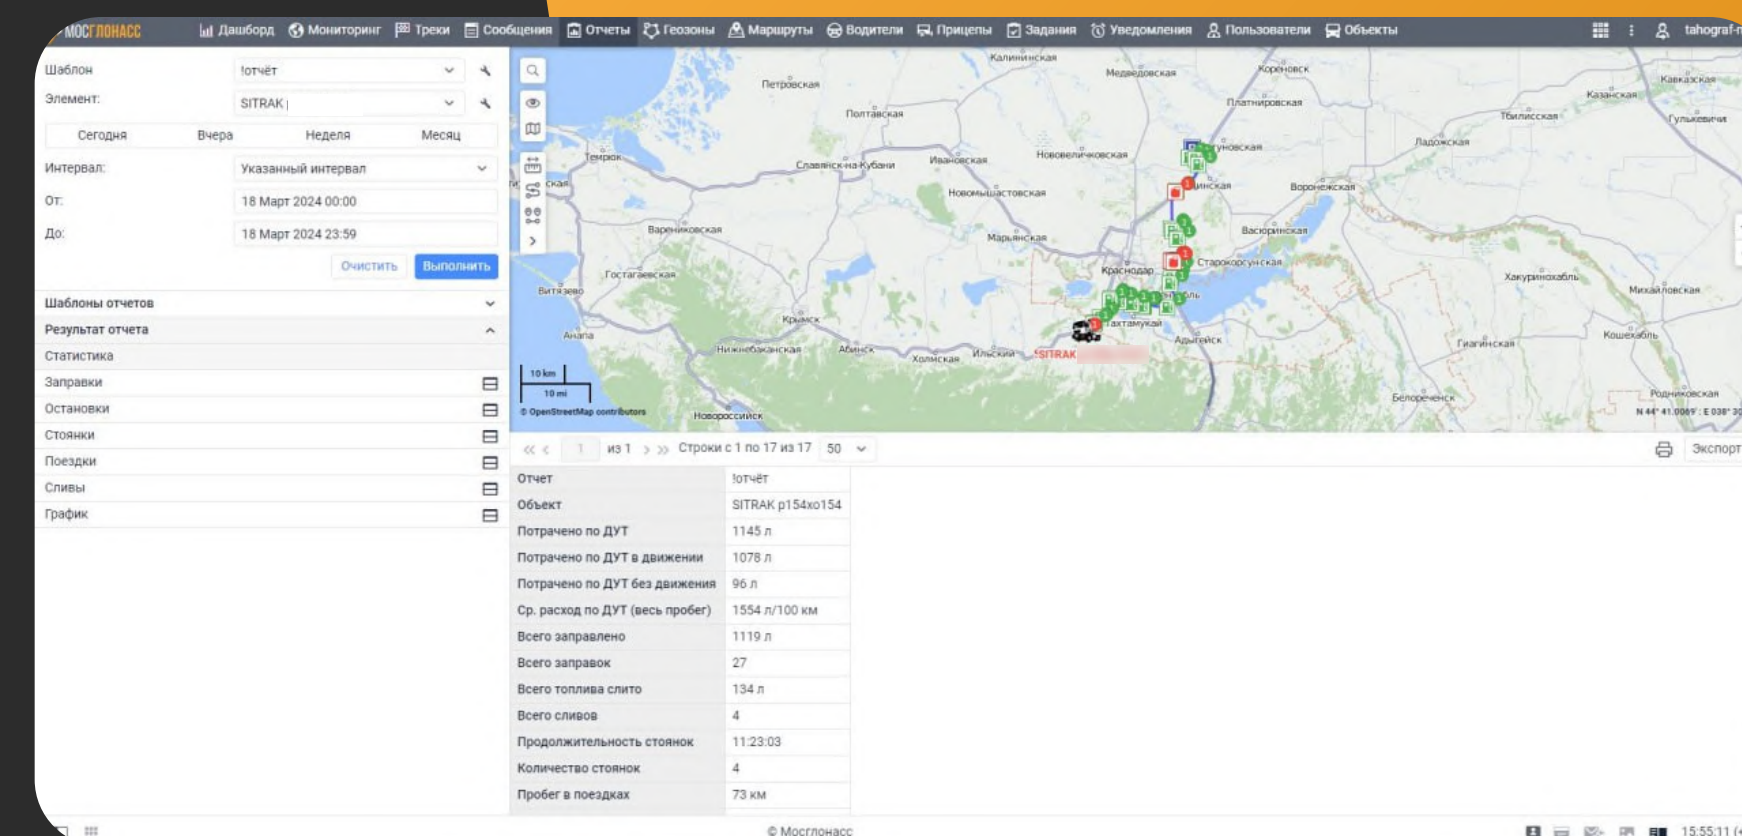 МОСГЛОНАСС Дашборд Мониторинг Треки Сообщения Отчеты Геозоны Маршруты Водители Прицепы Задания Уведомления Пользователи Объекты
Шаблон !отчёт
Элемент: SITRAK
Сегодня Вчера Неделя Месяц
Интервал: Указанный интервал
От: 18 Март 2024 00:00
До: 18 Март 2024 23:59
Очистить Выполнить
Шаблоны отчетов
Результат отчета
Статистика
Заправки
Остановки
Стоянки
Поездки
Сливы
График
Калининская
Медведовская
Кореновск
Кавказская
Казанская
Петровская
Платнировская
Полтавская
Тбилисская
Гулькевичи
Ладожская
Темрюк
Славянск-на-Кубани
Ивановская
Нововеличковская
Новомышастовская
Воронежская
Варениковская
Марьянская
Васюринская
Гостагаевская
Краснодар
Старокорсунская
Хакуринохабль
Михайловская
Витязево
Крымск
Тахтамукай
Анапа
Адыгейск
Гиагинская
Кошехабль
Нижнебаканская
Абинск
Холмская
Ильский
!SITRAK
10 km
10 mi
Белореченск
Родниковская
© OpenStreetMap contributors
Новороссийск
1 из 1 Строки с 1 по 17 из 17 50 Экспорт
Отчет !отчёт
Объект SITRAK р154хо154
Потрачено по ДУТ 1145 л
Потрачено по ДУТ в движении 1078 л
Потрачено по ДУТ без движения 96 л
Ср. расход по ДУТ (весь пробег) 1554 л/100 км
Всего заправлено 1119 л
Всего заправок 27
Всего топлива слито 134 л
Всего сливов 4
Продолжительность стоянок 11:23:03
Количество стоянок 4
Пробег в поездках 73 км
© Мосглонасс
15:55:11